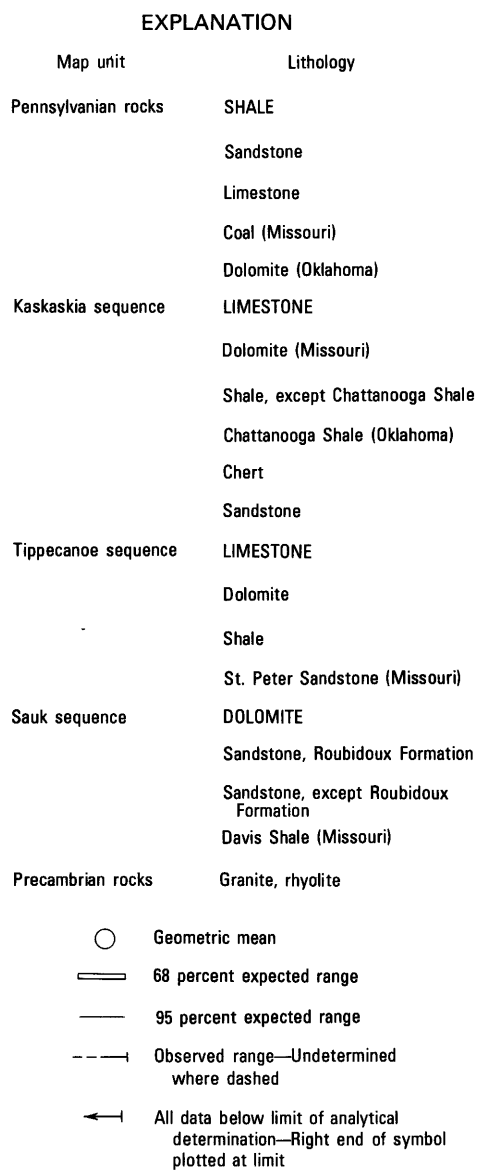 EXPLANATION
Map unit Lithology
Pennsylvanian rocks SHALE
Sandstone
Limestone
Coal (Missouri)
Dolomite (Oklahoma)
Kaskaskia sequence LIMESTONE
Dolomite (Missouri)
Shale, except Chattanooga Shale
Chattanooga Shale (Oklahoma)
Chert
Sandstone
Tippecanoe sequence LIMESTONE
Dolomite
Shale
St. Peter Sandstone (Missouri)
Sauk sequence DOLOMITE
Sandstone, Roubidoux Formation
Sandstone, except Roubidoux
Formation
Davis Shale (Missouri)
Precambrian rocks Granite, rhyolite
Geometric mean
68 percent expected range
95 percent expected range
Observed range—Undetermined
where dashed
All data below limit of analytical
determination—Right end of symbol
plotted at limit